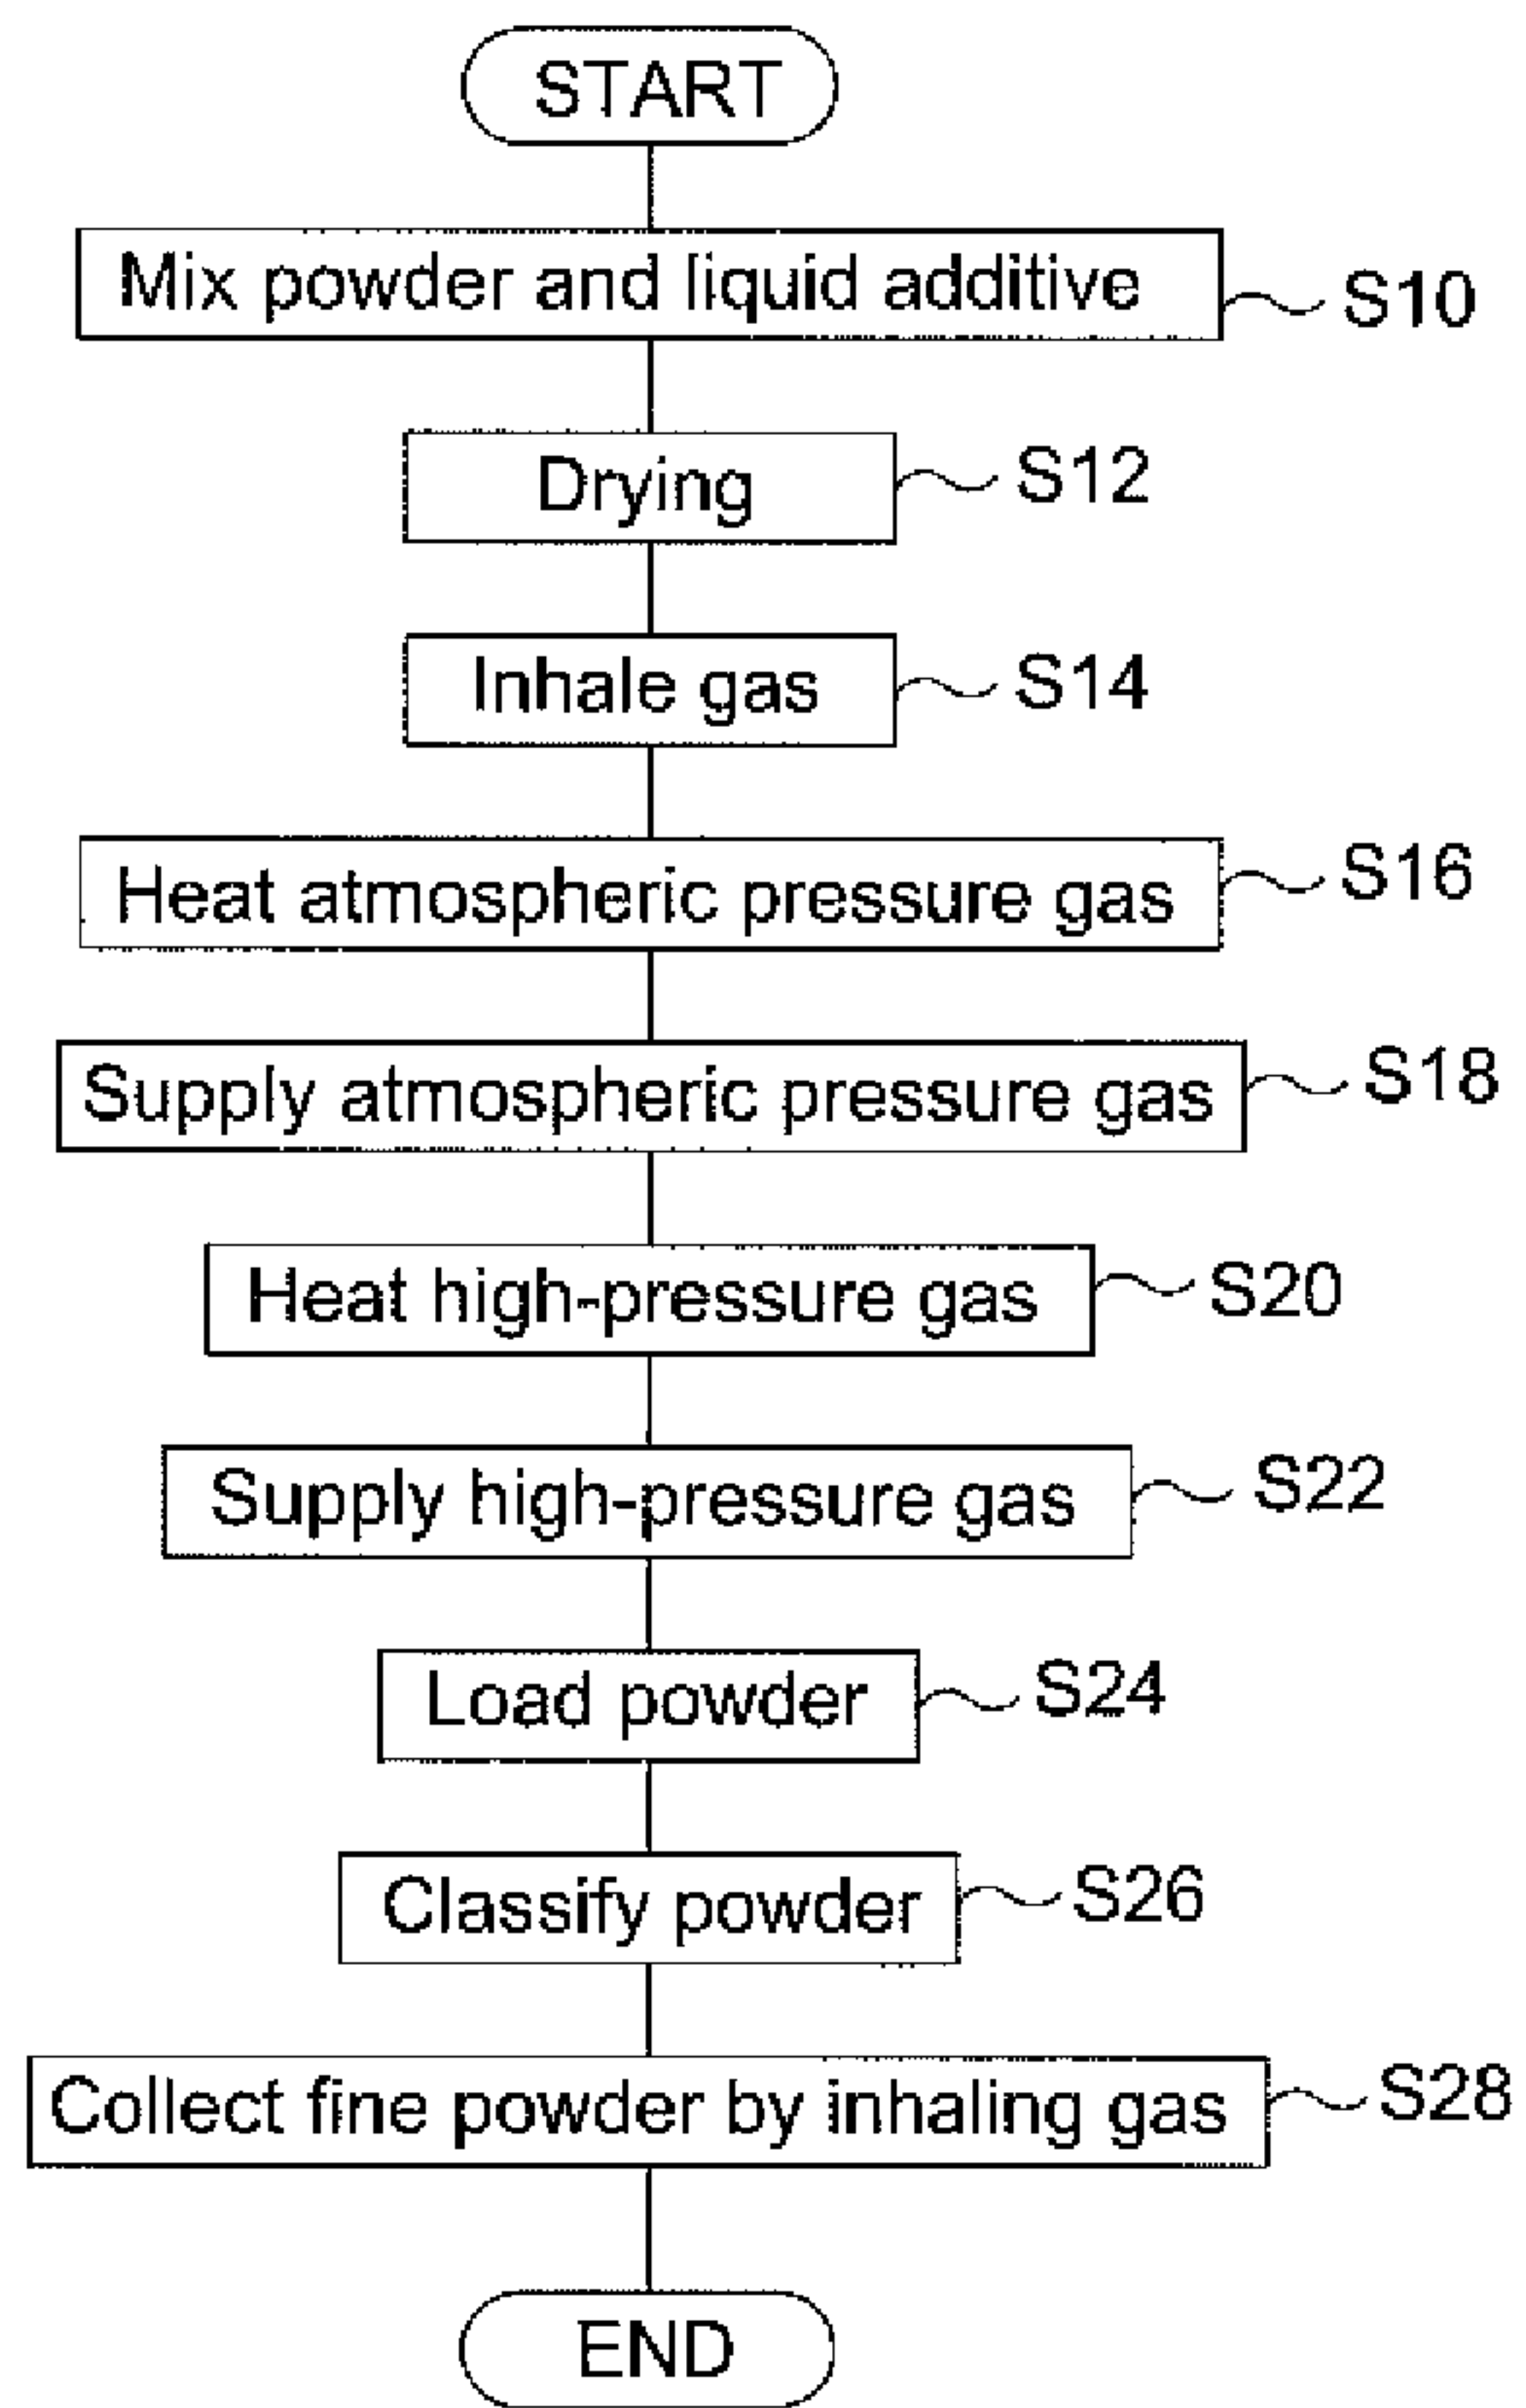 START
Mix powder and liquid additive S10
Drying S12
Inhale gas S14
Heat atmospheric pressure gas S16
Supply atmospheric pressure gas S18
Heat high-pressure gas S20
Supply high-pressure gas S22
Load powder S24
Classify powder S26
Collect fine powder by inhaling gas S28
END